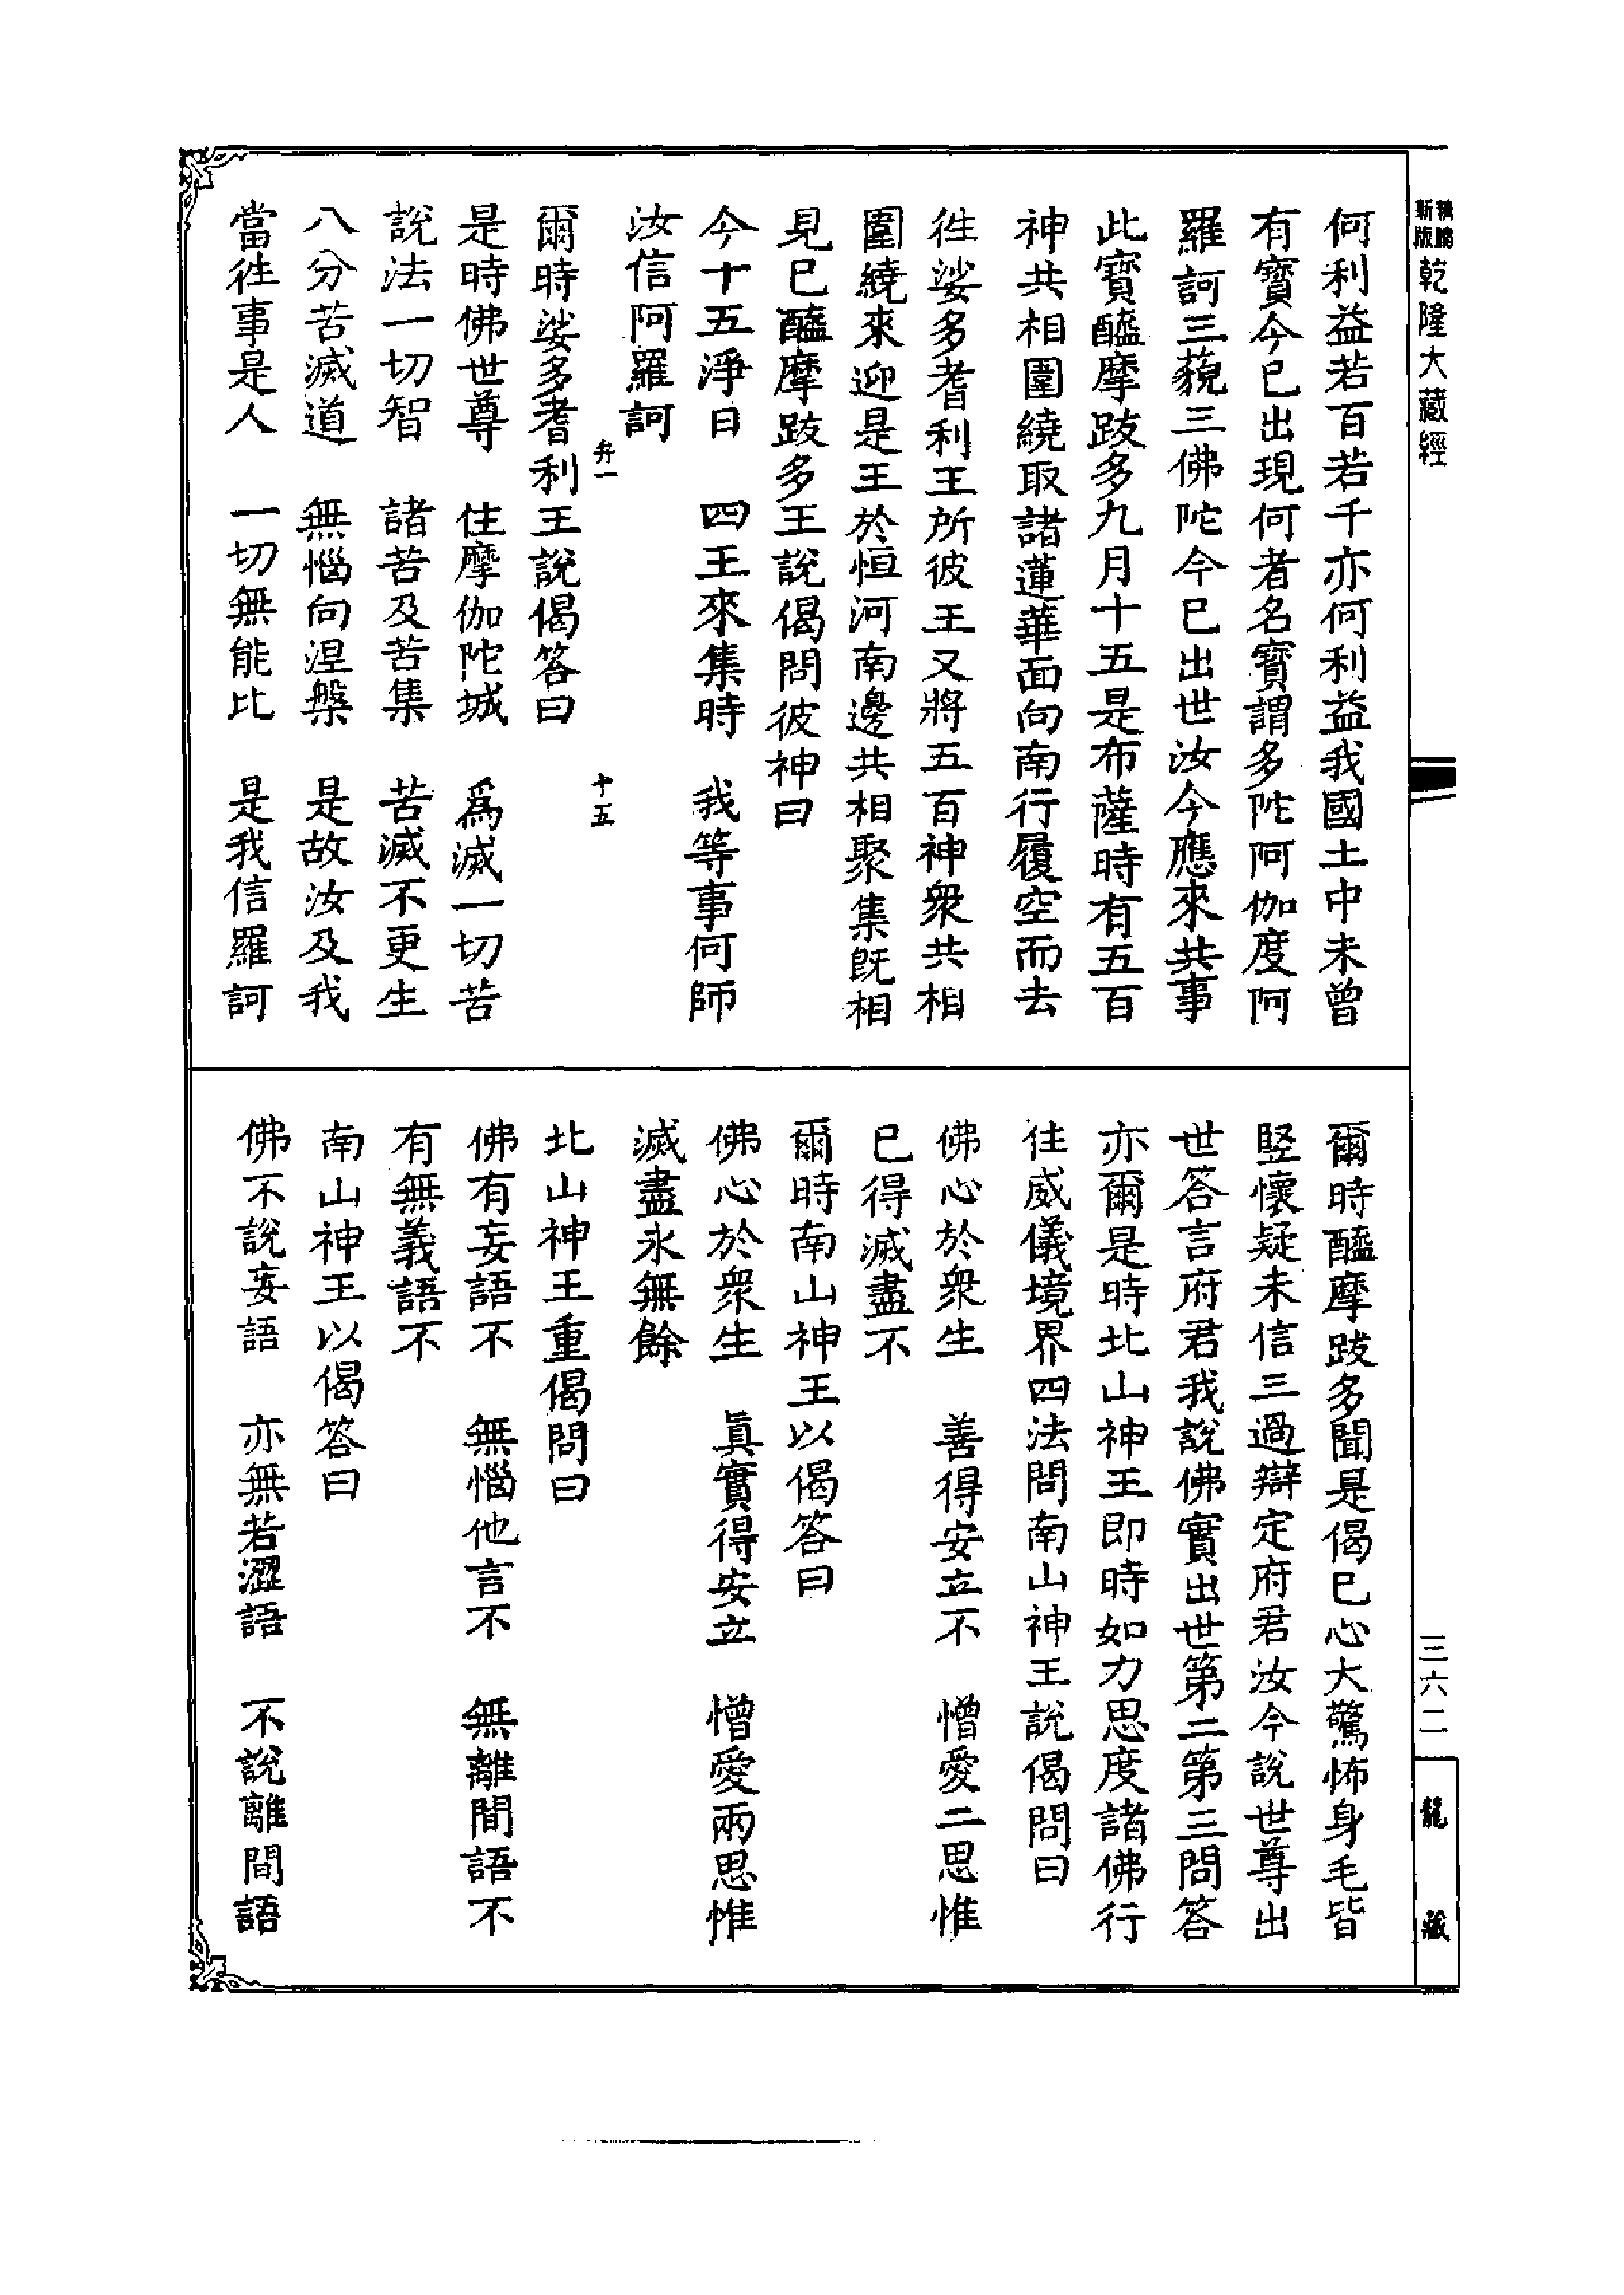 新版
乾隆大藏經
何利益若百若千亦何利益我國土中未曾
有寶今已出現何者名寶謂多陀阿伽度阿
羅訶三藐三佛陀今已出世汝今應來共事
此寶醯摩跋多九月十五是布薩時有五百
神共相圍繞取諸蓮華面向南行履空而去
徃娑多耆利王所彼王又將五百神衆共相
圍繞來迎是王於恒河南邊共相聚集既相
見已醯摩跋多王說偈問彼神曰
今十五淨日　四王來集時　我等事何師
汝信阿羅訶
弁一　十五
爾時娑多耆利王說偈答曰
是時佛世尊　住摩伽陀城　爲滅一切苦
說法一切智　諸苦及苦集　苦滅不更生
八分苦滅道　無惱向涅槃　是故汝及我
當徃事是人　一切無能比　是我信羅訶
爾時醯摩跋多聞是偈已心大驚怖身毛皆
竪懷疑未信三過辯定府君汝今說世尊出
世答言府君我說佛實出世第二第三問答
亦爾是時北山神王即時如力思度諸佛行
住威儀境界四法問南山神王說偈問曰
佛心於衆生　善得安立不　憎愛二思惟
已得滅盡不
爾時南山神王以偈答曰
佛心於衆生　眞實得安立　憎愛兩思惟
滅盡永無餘
北山神王重偈問曰
佛有妄語不　無惱他言不　無離間語不
有無義語不
南山神王以偈答曰
佛不說妄語　亦無若澀語　不說離間語
三六二
龍藏